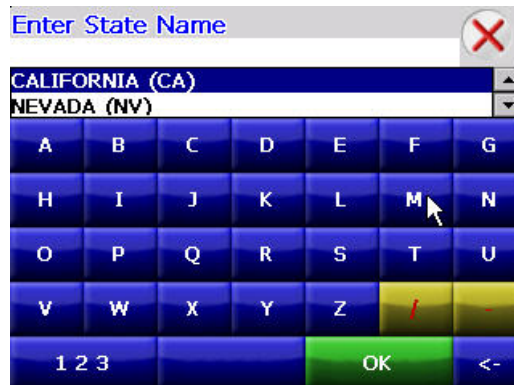 Enter State Name
CALIFORNIA (CA)
NEVADA (NV)
A B C D E F G
H I J K L M N
O P Q R S T U
V W X Y Z / -
1 2 3 OK <-